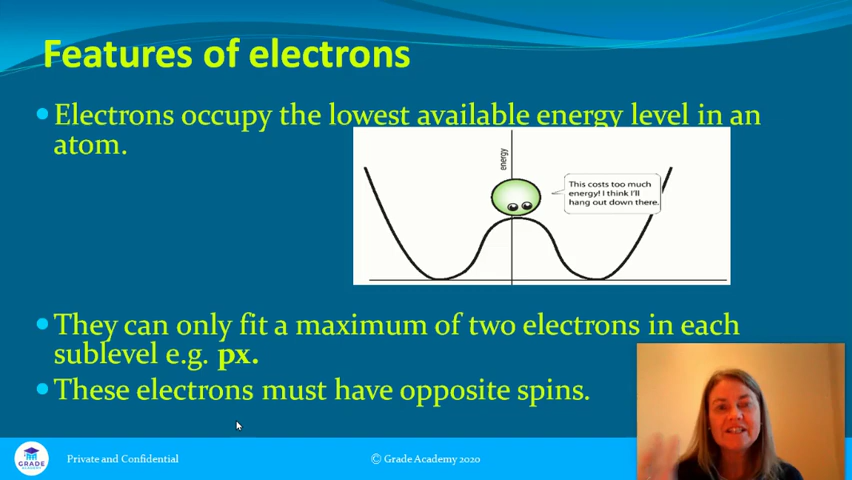 Features of electrons
Electrons occupy the lowest available energy level in an
atom.
energy
This costs too much
energy! I think I'll
hang out down there.
They can only fit a maximum of two electrons in each
sublevel e.g. px.
These electrons must have opposite spins.
GRADE
ACADEMY
Private and Confidential
© Grade Academy 2020